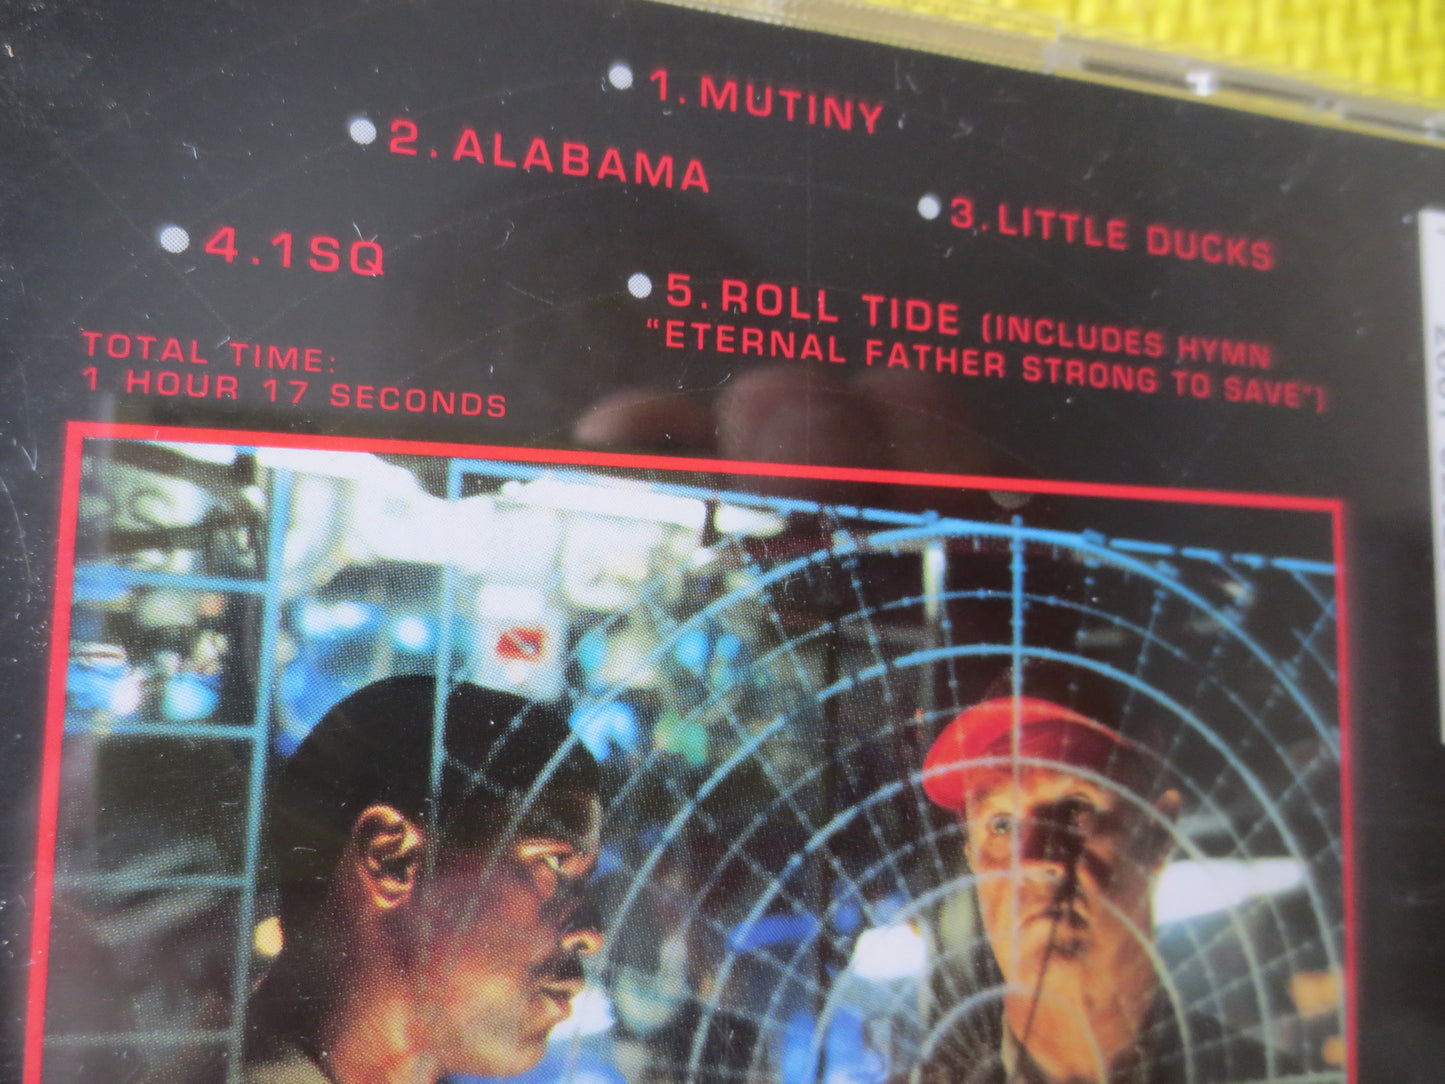 1. MUTINY
2. ALABAMA
3. LITTLE DUCKS
4. 1SQ
5. ROLL TIDE (INCLUDES HYMN
"ETERNAL FATHER STRONG TO SAVE")
TOTAL TIME:
1 HOUR 17 SECONDS